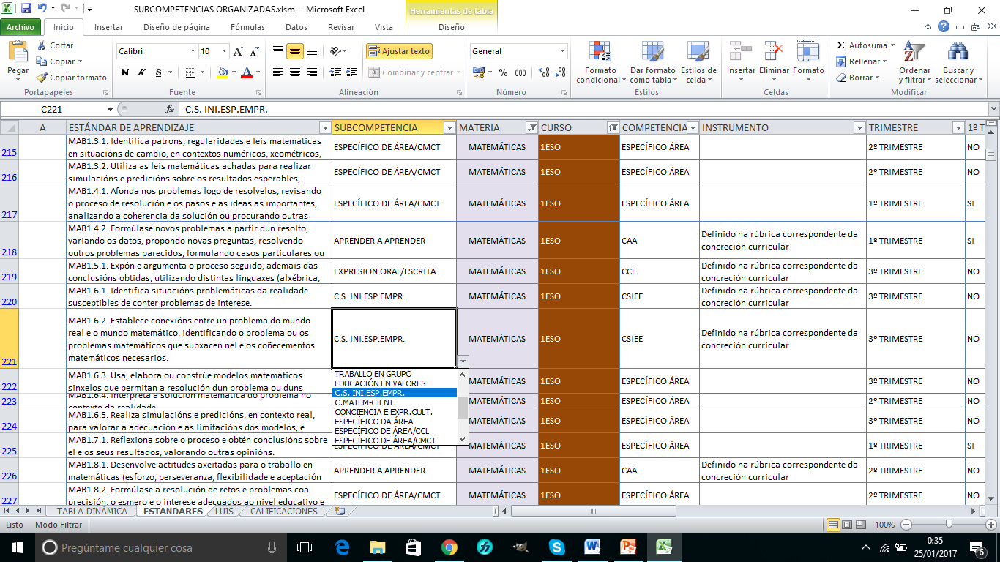 SUBCOMPETENCIAS ORGANIZADAS.xlsm - Microsoft Excel
Herramientas de tabla
Archivo Inicio Insertar Diseño de página Fórmulas Datos Revisar Vista Diseño
Pegar
Cortar
Copiar
Copiar formato
Portapapeles
Calibri 10
N K S
Fuente
Ajustar texto
Combinar y centrar
Alineación
General
% 000
Número
Formato condicional
Dar formato como tabla
Estilos de celda
Estilos
Insertar Eliminar Formato
Celdas
Autosuma
Rellenar
Borrar
Ordenar y filtrar
Buscar y seleccionar
Modificar
C221 fx C.S. INI.ESP.EMPR.
A ESTÁNDAR DE APRENDIZAJE SUBCOMPETENCIA MATERIA CURSO COMPETENCIA INSTRUMENTO TRIMESTRE 1º T
215 MAB1.3.1. Identifica patróns, regularidades e leis matemáticas
en situacións de cambio, en contextos numéricos, xeométricos, ESPECÍFICO DE ÁREA/CMCT MATEMÁTICAS 1ESO ESPECÍFICO ÁREA 2º TRIMESTRE NO
216 MAB1.3.2. Utiliza as leis matemáticas achadas para realizar
simulacións e predicións sobre os resultados esperables, ESPECÍFICO DE ÁREA/CMCT MATEMÁTICAS 1ESO ESPECÍFICO ÁREA 2º TRIMESTRE NO
217 MAB1.4.1. Afonda nos problemas logo de resolvelos, revisando
o proceso de resolución e os pasos e as ideas as importantes,
analizando a coherencia da solución ou procurando outras ESPECÍFICO DE ÁREA/CMCT MATEMÁTICAS 1ESO ESPECÍFICO ÁREA 1º TRIMESTRE SI
218 MAB1.4.2. Formúlase novos problemas a partir dun resolto,
variando os datos, propondo novas preguntas, resolvendo
outros problemas parecidos, formulando casos particulares ou APRENDER A APRENDER MATEMÁTICAS 1ESO CAA Definido na rúbrica correspondente da
concreción curricular 1º TRIMESTRE SI
219 MAB1.5.1. Expón e argumenta o proceso seguido, ademais das
conclusións obtidas, utilizando distintas linguaxes (alxébrica, EXPRESION ORAL/ESCRITA MATEMÁTICAS 1ESO CCL Definido na rúbrica correspondente da
concreción curricular 3º TRIMESTRE NO
220 MAB1.6.1. Identifica situacións problemáticas da realidade
susceptibles de conter problemas de interese. C.S. INI.ESP.EMPR. MATEMÁTICAS 1ESO CSIEE Definido na rúbrica correspondente da
concreción curricular 3º TRIMESTRE NO
221 MAB1.6.2. Establece conexións entre un problema do mundo
real e o mundo matemático, identificando o problema ou os
problemas matemáticos que subxacen nel e os coñecementos
matemáticos necesarios. C.S. INI.ESP.EMPR. MATEMÁTICAS 1ESO CSIEE Definido na rúbrica correspondente da
concreción curricular 3º TRIMESTRE NO
TRABALLO EN GRUPO
EDUCACIÓN EN VALORES
C.S. INI.ESP.EMPR.
C.MATEM-CIENT.
CONCIENCIA E EXPR.CULT.
ESPECÍFICO DA ÁREA
ESPECÍFICO DE ÁREA/CCL
ESPECÍFICO DE ÁREA/CMCT
222 MAB1.6.3. Usa, elabora ou constrúe modelos matemáticos
sinxelos que permitan a resolución dun problema ou duns MATEMÁTICAS 1ESO ESPECÍFICO ÁREA 3º TRIMESTRE NO
223 MAB1.6.4. Interpreta a solución matemática do problema no
contexto da realidade. MATEMÁTICAS 1ESO ESPECÍFICO ÁREA 2º TRIMESTRE NO
224 MAB1.6.5. Realiza simulacións e predicións, en contexto real,
para valorar a adecuación e as limitacións dos modelos, e MATEMÁTICAS 1ESO ESPECÍFICO ÁREA 3º TRIMESTRE NO
225 MAB1.7.1. Reflexiona sobre o proceso e obtén conclusións sobre
el e os seus resultados, valorando outras opinións. ESPECÍFICO DE ÁREA/CMCT MATEMÁTICAS 1ESO ESPECÍFICO ÁREA 1º TRIMESTRE SI
226 MAB1.8.1. Desenvolve actitudes axeitadas para o traballo en
matemáticas (esforzo, perseveranza, flexibilidade e aceptación APRENDER A APRENDER MATEMÁTICAS 1ESO CAA Definido na rúbrica correspondente da
concreción curricular 2º TRIMESTRE NO
227 MAB1.8.2. Formúlase a resolución de retos e problemas coa
precisión, o esmero e o interese adecuados ao nivel educativo e ESPECÍFICO DE ÁREA/CMCT MATEMÁTICAS 1ESO ESPECÍFICO ÁREA 2º TRIMESTRE NO
TABLA DINÁMICA ESTANDARES LUIS CALIFICACIONES
Listo Modo Filtrar 100%
Pregúntame cualquier cosa
0:35
25/01/2017
6